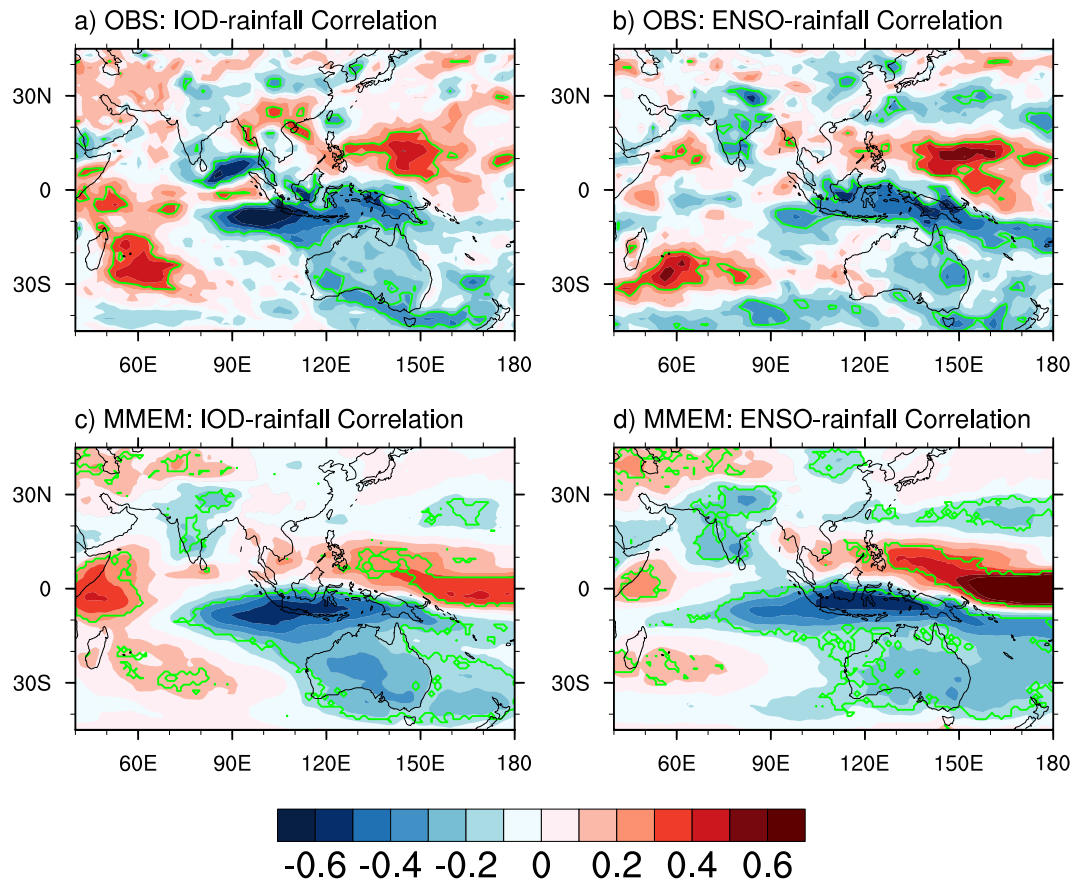 a) OBS: IOD-rainfall Correlation
b) OBS: ENSO-rainfall Correlation
30N
0
30S
60E 90E 120E 150E 180
30N
0
30S
60E 90E 120E 150E 180
c) MMEM: IOD-rainfall Correlation
d) MMEM: ENSO-rainfall Correlation
30N
0
30S
60E 90E 120E 150E 180
30N
0
30S
60E 90E 120E 150E 180
-0.6 -0.4 -0.2 0 0.2 0.4 0.6